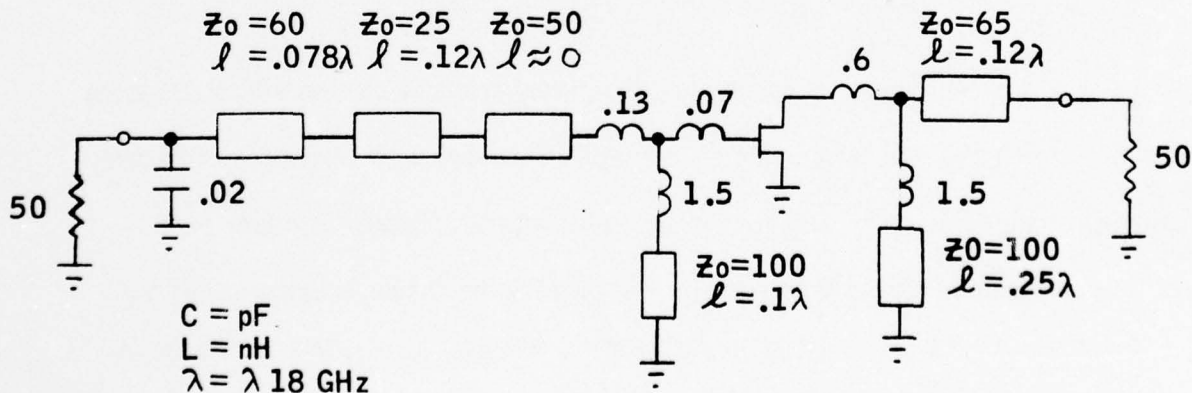 Zo=60 Zo=25 Zo=50
ℓ=.078λ ℓ=.12λ ℓ≈0
Zo=65
ℓ=.12λ
.6
.13
.07
50
.02
1.5
1.5
50
Zo=100
ℓ=.1λ
ZO=100
ℓ=.25λ
C = pF
L = nH
λ = λ 18 GHz